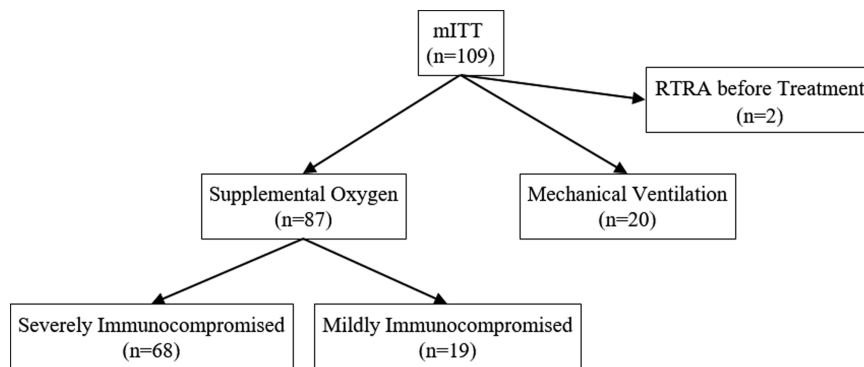 mITT
(n=109)
RTRA before Treatment
(n=2)
Supplemental Oxygen
(n=87)
Mechanical Ventilation
(n=20)
Severely Immunocompromised
(n=68)
Mildly Immunocompromised
(n=19)